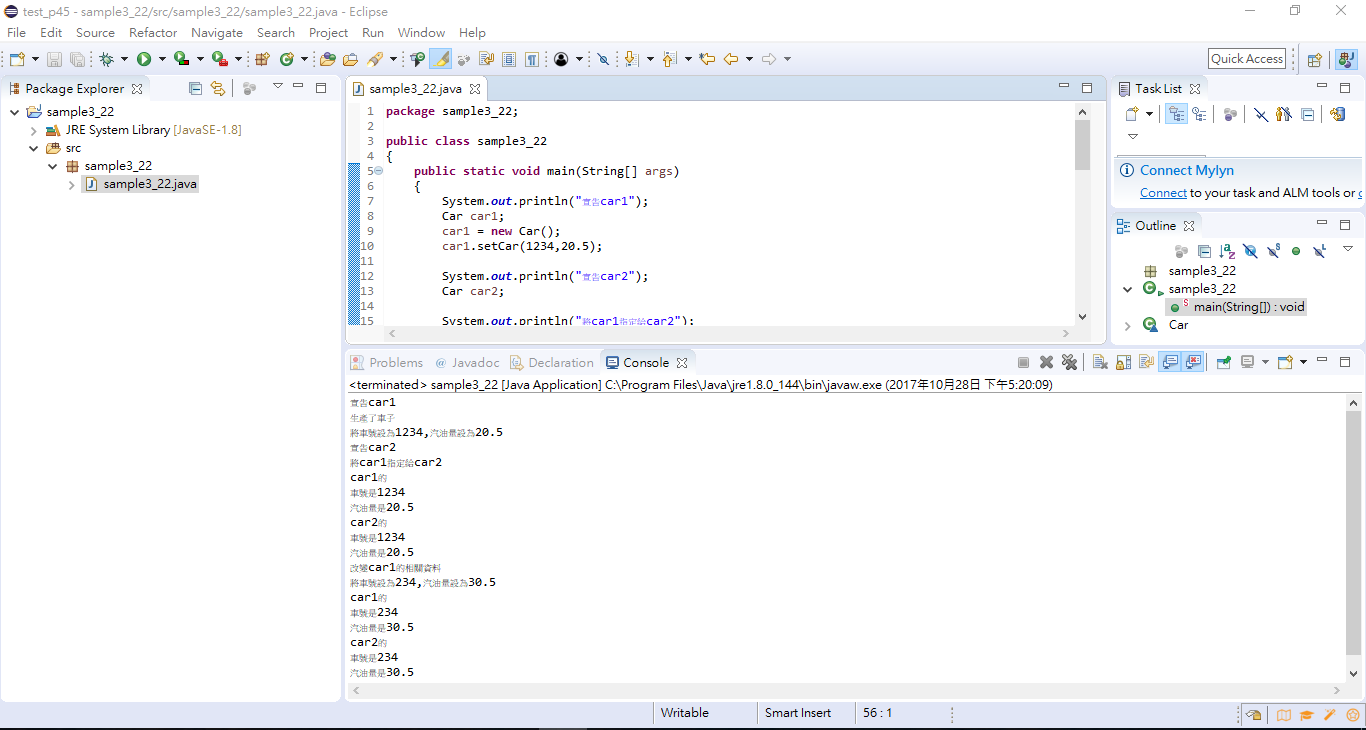 test_p45 - sample3_22/src/sample3_22/sample3_22.java - Eclipse
File Edit Source Refactor Navigate Search Project Run Window Help
Quick Access
Package Explorer
sample3_22
JRE System Library [JavaSE-1.8]
src
sample3_22
sample3_22.java
sample3_22.java
1 package sample3_22;
2
3 public class sample3_22
4 {
5 public static void main(String[] args)
6 {
7 System.out.println("宣告car1");
8 Car car1;
9 car1 = new Car();
10 car1.setCar(1234,20.5);
11
12 System.out.println("宣告car2");
13 Car car2;
14
15 System.out.println("將car1指定給car2");
Task List
Connect Mylyn
Connect to your task and ALM tools or c
Outline
sample3_22
sample3_22
main(String[]) : void
Car
Problems @ Javadoc Declaration Console
<terminated> sample3_22 [Java Application] C:\Program Files\Java\jre1.8.0_144\bin\javaw.exe (2017年10月28日 下午5:20:09)
宣告car1
生產了車子
將車號設為1234,汽油量設為20.5
宣告car2
將car1指定給car2
car1的
車號是1234
汽油量是20.5
car2的
車號是1234
汽油量是20.5
改變car1的相關資料
將車號設為234,汽油量設為30.5
car1的
車號是234
汽油量是30.5
car2的
車號是234
汽油量是30.5
Writable Smart Insert 56 : 1